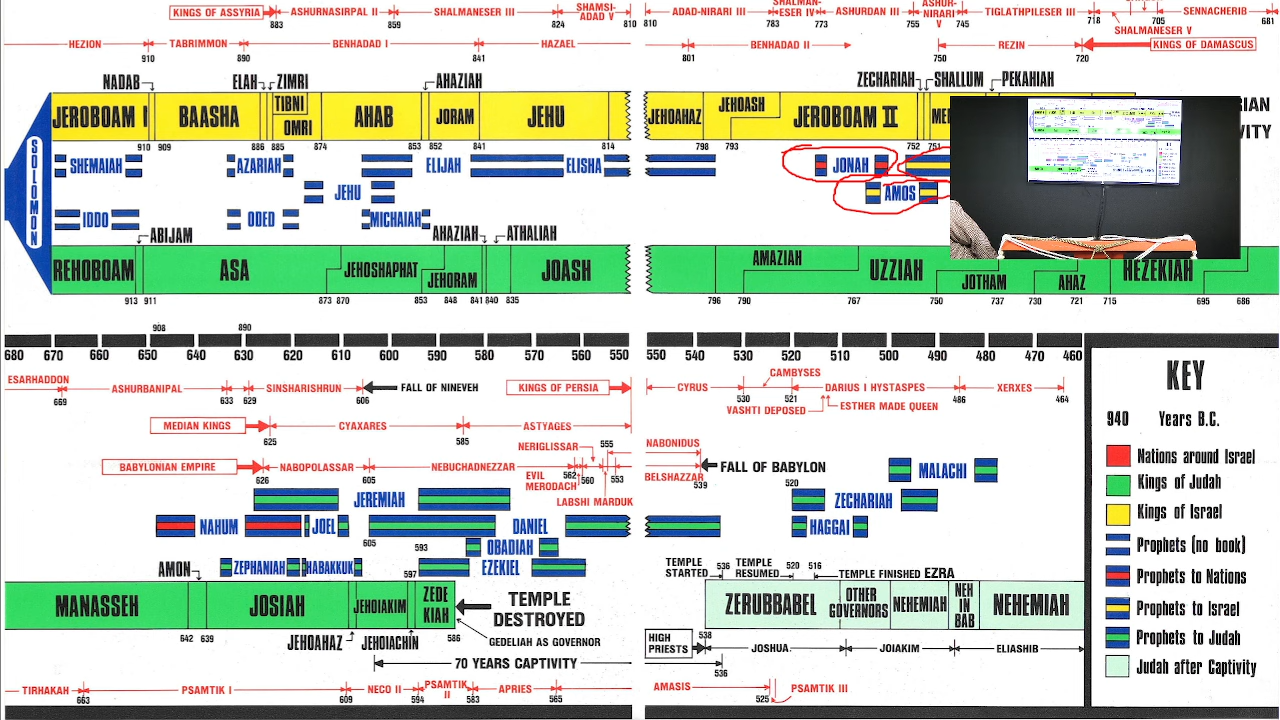 KINGS OF ASSYRIA ASHURNASIRPAL II SHALMANESER III SHAMSI-ADAD V
883 859 824 810
HEZION TABRIMMON BENHADAD I HAZAEL
910 890 841
NADAB ELAH ZIMRI AHAZIAH
JEROBOAM I BAASHA TIBNI OMRI AHAB JORAM JEHU
910 909 886 885 874 853 852 841 814
SOLOMON
SHEMAIAH AZARIAH ELIJAH ELISHA
JEHU
IDDO ODED MICHAIAH
ABIJAM AHAZIAH ATHALIAH
REHOBOAM ASA JEHOSHAPHAT JEHORAM JOASH
913 911 873 870 853 848 841 840 835
810 ADAD-NIRARI III SHALMAN-ESER IV ASHURDAN III ASHUR-NIRARI V TIGLATHPILESER III SENNACHERIB
783 773 755 745 718 705 681
SHALMANESER V
BENHADAD II REZIN KINGS OF DAMASCUS
801 750 720
ZECHARIAH SHALLUM PEKAHIAH
JEHOAHAZ JEHOASH JEROBOAM II
798 793 752 751
JONAH
AMOS
AMAZIAH UZZIAH JOTHAM AHAZ HEZEKIAH
796 790 767 750 737 730 721 715 695 686
908 890
680 670 660 650 640 630 620 610 600 590 580 570 560 550
ESARHADDON ASHURBANIPAL SINSHARISHRUN FALL OF NINEVEH KINGS OF PERSIA
669 633 629 606
MEDIAN KINGS CYAXARES ASTYAGES
625 585
NERIGLISSAR 555
BABYLONIAN EMPIRE NABOPOLASSAR NEBUCHADNEZZAR
626 605 562 560 553
EVIL MERODACH LABSHI MARDUK
JEREMIAH
NAHUM JOEL DANIEL
605 593
OBADIAH
ZEPHANIAH HABAKKUK EZEKIEL
AMON 597
MANASSEH JOSIAH JEHOIAKIM ZEDEKIAH TEMPLE DESTROYED
642 639 586
JEHOAHAZ JEHOIACHIN GEDELIAH AS GOVERNOR
70 YEARS CAPTIVITY
TIRHAKAH PSAMTIK I NECO II PSAMTIK II APRIES
663 609 594 583 565
550 540 530 520 510 500 490 480 470 460
CAMBYSES
CYRUS DARIUS I HYSTASPES XERXES
530 521 486 464
VASHTI DEPOSED ESTHER MADE QUEEN
NABONIDUS
FALL OF BABYLON
BELSHAZZAR 539
MALACHI
ZECHARIAH
HAGGAI
TEMPLE STARTED 536 TEMPLE RESUMED 520 516 TEMPLE FINISHED EZRA
ZERUBBABEL OTHER GOVERNORS NEHEMIAH NEH IN BAB NEHEMIAH
HIGH PRIESTS 538 JOSHUA JOIAKIM ELIASHIB
536
AMASIS PSAMTIK III
525
KEY
940 Years B.C.
Nations around Israel
Kings of Judah
Kings of Israel
Prophets (no book)
Prophets to Nations
Prophets to Israel
Prophets to Judah
Judah after Captivity